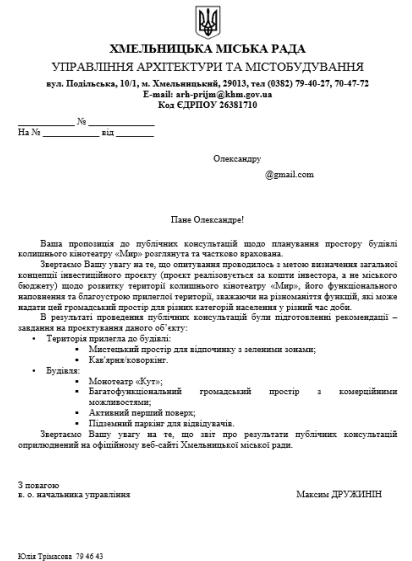 ХМЕЛЬНИЦЬКА МІСЬКА РАДА
УПРАВЛІННЯ АРХІТЕКТУРИ ТА МІСТОБУДУВАННЯ
вул. Подільська, 10/1, м. Хмельницький, 29013, тел (0382) 79-40-27, 70-47-72
E-mail: arh-prijm@khm.gov.ua
Код ЄДРПОУ 26381710
____________ № ______________
На № ____________ від ________
Олександру
@gmail.com
Пане Олександре!
Ваша пропозиція до публічних консультацій щодо планування простору будівлі
колишнього кінотеатру «Мир» розглянута та частково врахована.
Звертаємо Вашу увагу на те, що опитування проводилось з метою визначення загальної
концепції інвестиційного проєкту (проєкт реалізовується за кошти інвестора, а не міського
бюджету) щодо розвитку території колишнього кінотеатру «Мир», його функціонального
наповнення та благоустрою прилеглої території, зважаючи на різноманіття функцій, які може
надати цей громадський простір для різних категорій населення у різний час доби.
В результаті проведення публічних консультацій були підготовленні рекомендації –
завдання на проектування даного об’єкту:
• Територія прилегла до будівлі:
▪ Мистецький простір для відпочинку з зеленими зонами;
▪ Кав'ярня/коворкінг.
• Будівля:
▪ Монотеатр «Кут»;
▪ Багатофункціональний громадський простір з комерційними
можливостями;
▪ Активний перший поверх;
▪ Підземний паркінг для відвідувачів.
Звертаємо Вашу увагу на те, що звіт про результати публічних консультацій
оприлюднений на офіційному веб-сайті Хмельницької міської ради.
З повагою
в. о. начальника управління Максим ДРУЖИНІН
Юлія Трімасова 79 46 43